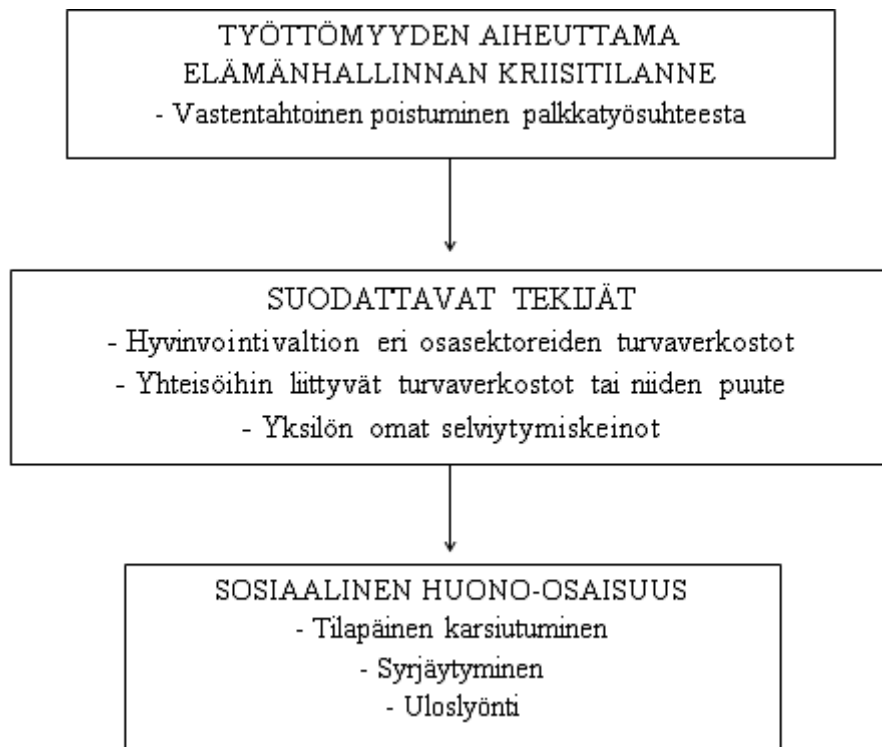 TYÖTTÖMYYDEN AIHEUTTAMA
ELÄMÄNHALLINNAN KRIISITILANNE
- Vastentahtoinen poistuminen palkkatyösuhteesta
SUODATTAVAT TEKIJÄT
- Hyvinvointivaltion eri osasektoreiden turvaverkostot
- Yhteisöihin liittyvät turvaverkostot tai niiden puute
- Yksilön omat selviytymiskeinot
SOSIAALINEN HUONO-OSAISUUS
- Tilapäinen karsiutuminen
- Syrjäytyminen
- Uloslyönti